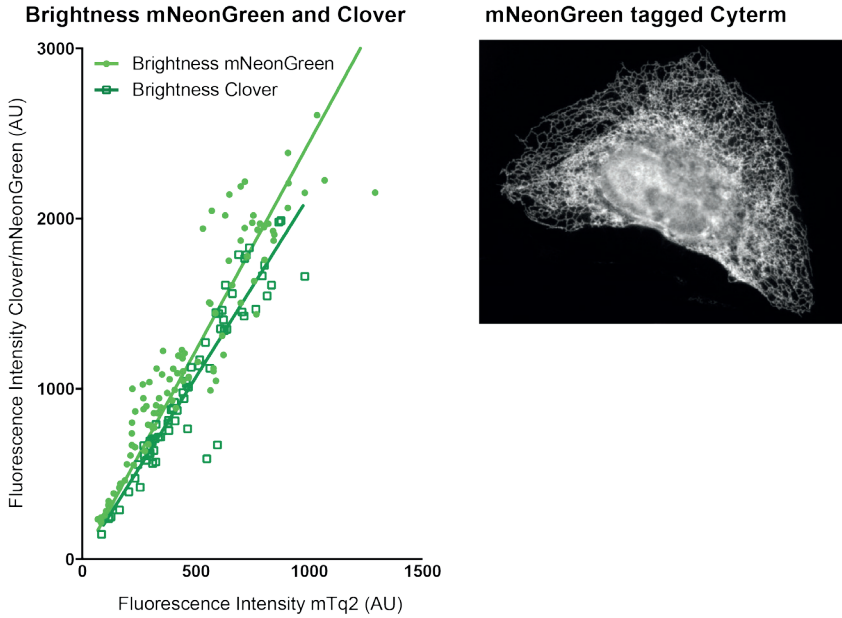 Brightness mNeonGreen and Clover
mNeonGreen tagged Cyterm
Fluorescence Intensity Clover/mNeonGreen (AU)
3000
2000
1000
0
Brightness mNeonGreen
Brightness Clover
0
500
1000
1500
Fluorescence Intensity mTq2 (AU)